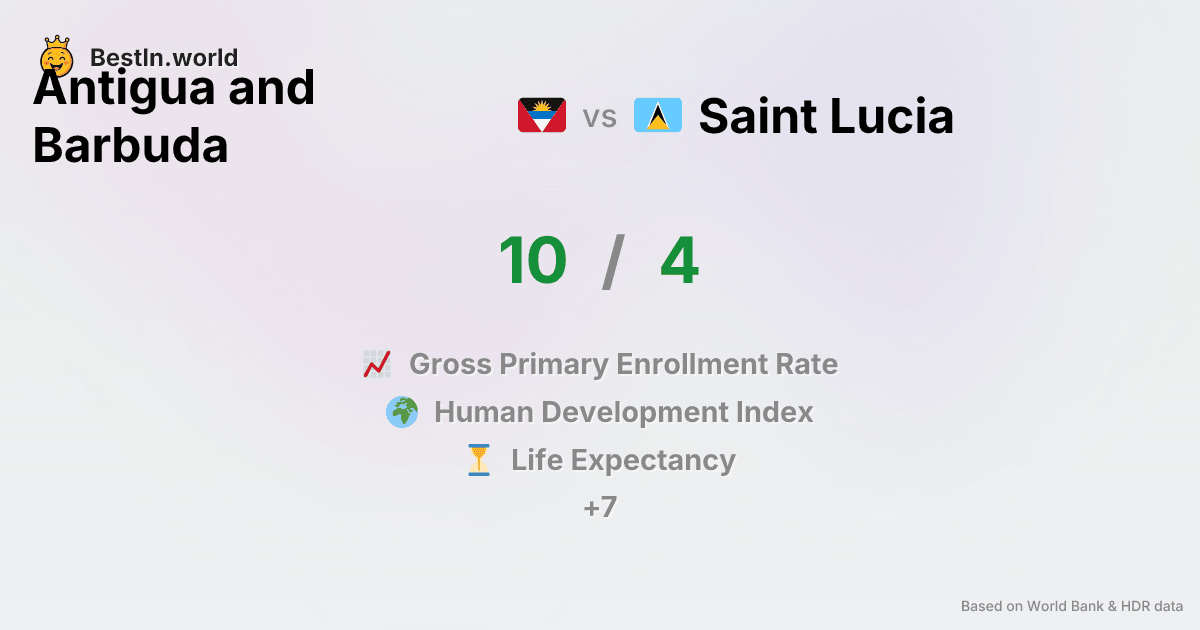 BestIn.world
Antigua and
Barbuda
vs
Saint Lucia
10 / 4
Gross Primary Enrollment Rate
Human Development Index
Life Expectancy
+7
Based on World Bank & HDR data